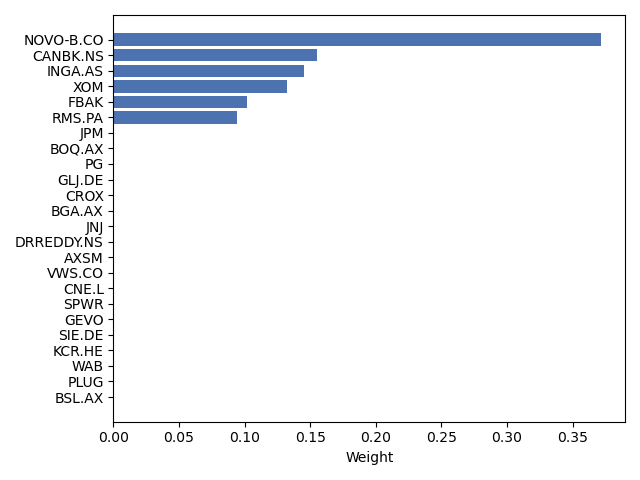 NOVO-B.CO
CANBK.NS
INGA.AS
XOM
FBAK
RMS.PA
JPM
BOQ.AX
PG
GLJ.DE
CROX
BGA.AX
JNJ
DRREDDY.NS
AXSM
VWS.CO
CNE.L
SPWR
GEVO
SIE.DE
KCR.HE
WAB
PLUG
BSL.AX
0.00 0.05 0.10 0.15 0.20 0.25 0.30 0.35
Weight